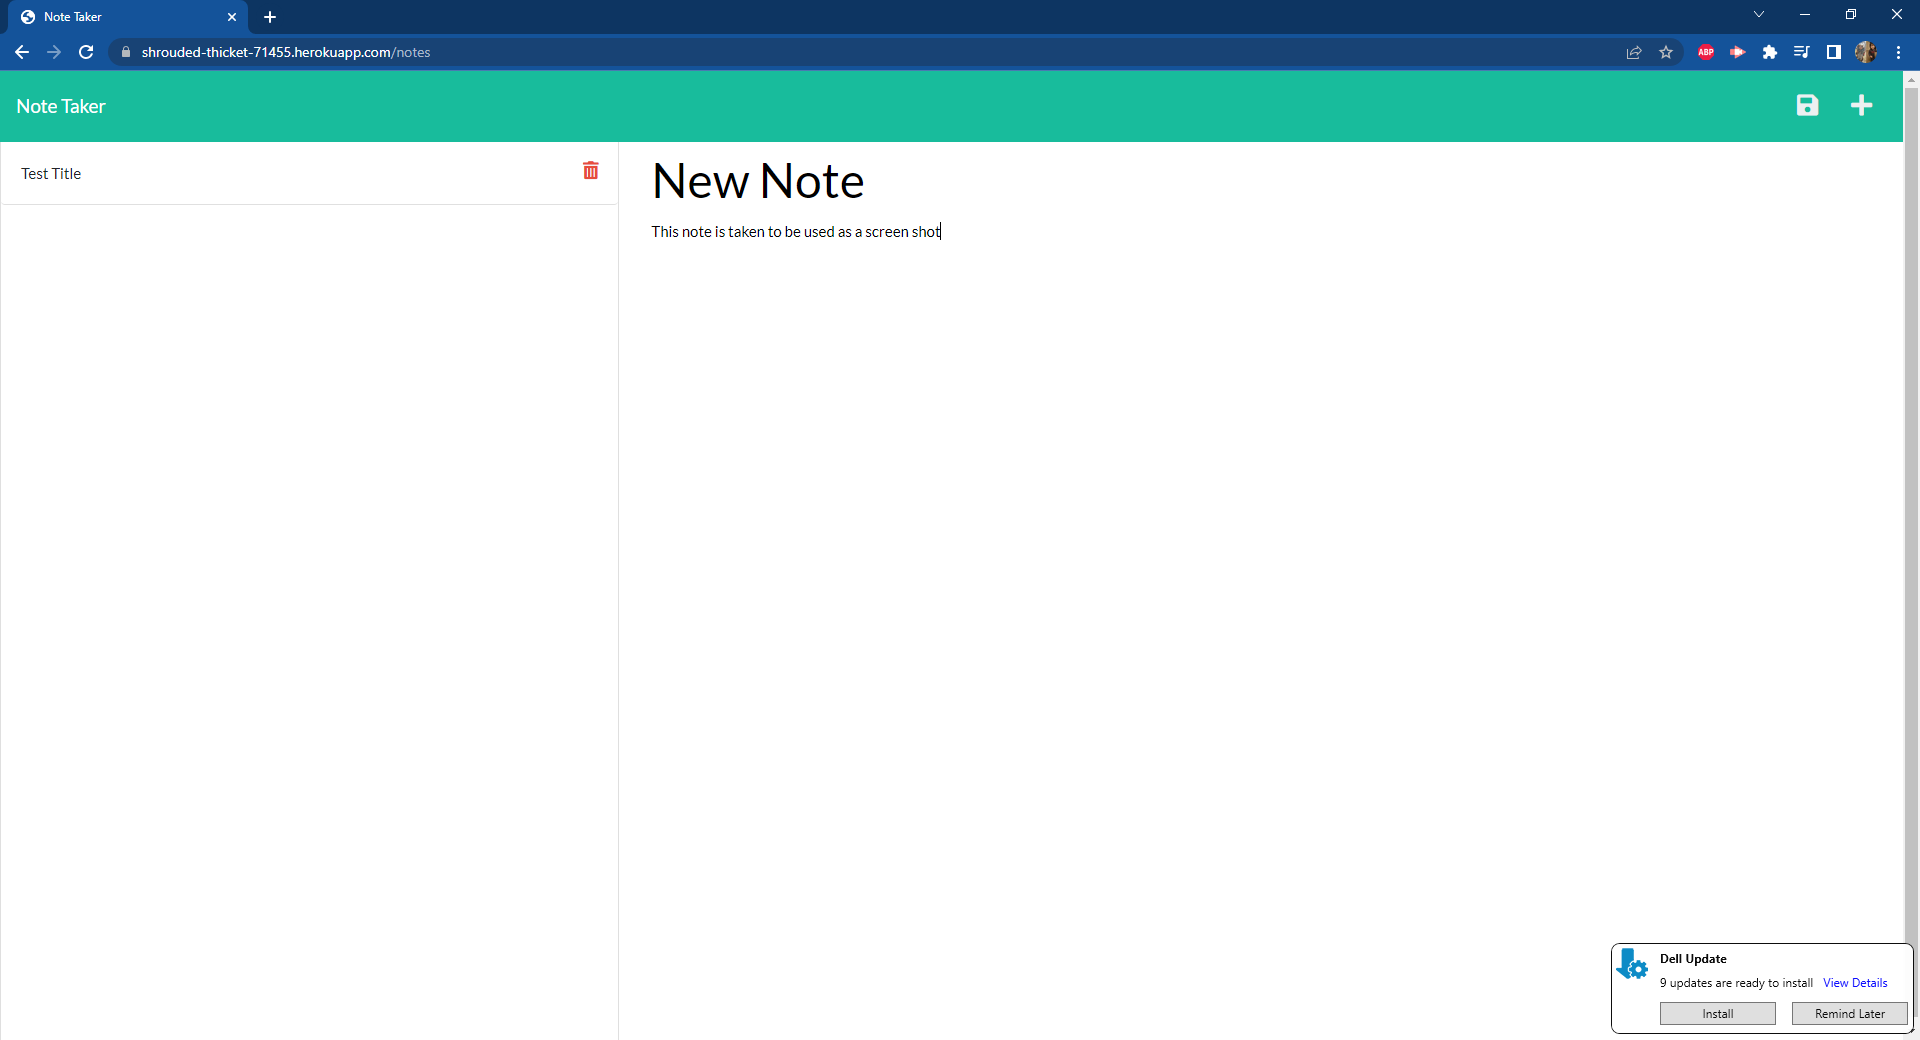 Note Taker
shrouded-thicket-71455.herokuapp.com/notes
ABP
Note Taker
Test Title
New Note
This note is taken to be used as a screen shot
Dell Update
9 updates are ready to install View Details
Install Remind Later